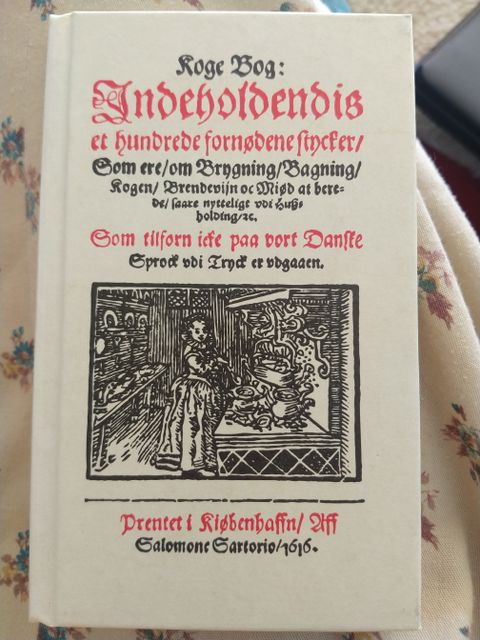 Koge Bog:
Indeholdendis
et hundrede fornødene stycker/
Som ere/om Brygning/Bagning/
Kogen/ Brendevijn oc Miød at bere-
de/ saare nytteligt vdi Huß-
holding/ꝛc.
Som tilforn icke paa vort Danske
Sprock vdi Tryck er vdgaaen.
Prentet i Kiøbenhaffn/ Aff
Salomone Sartorio/1616.